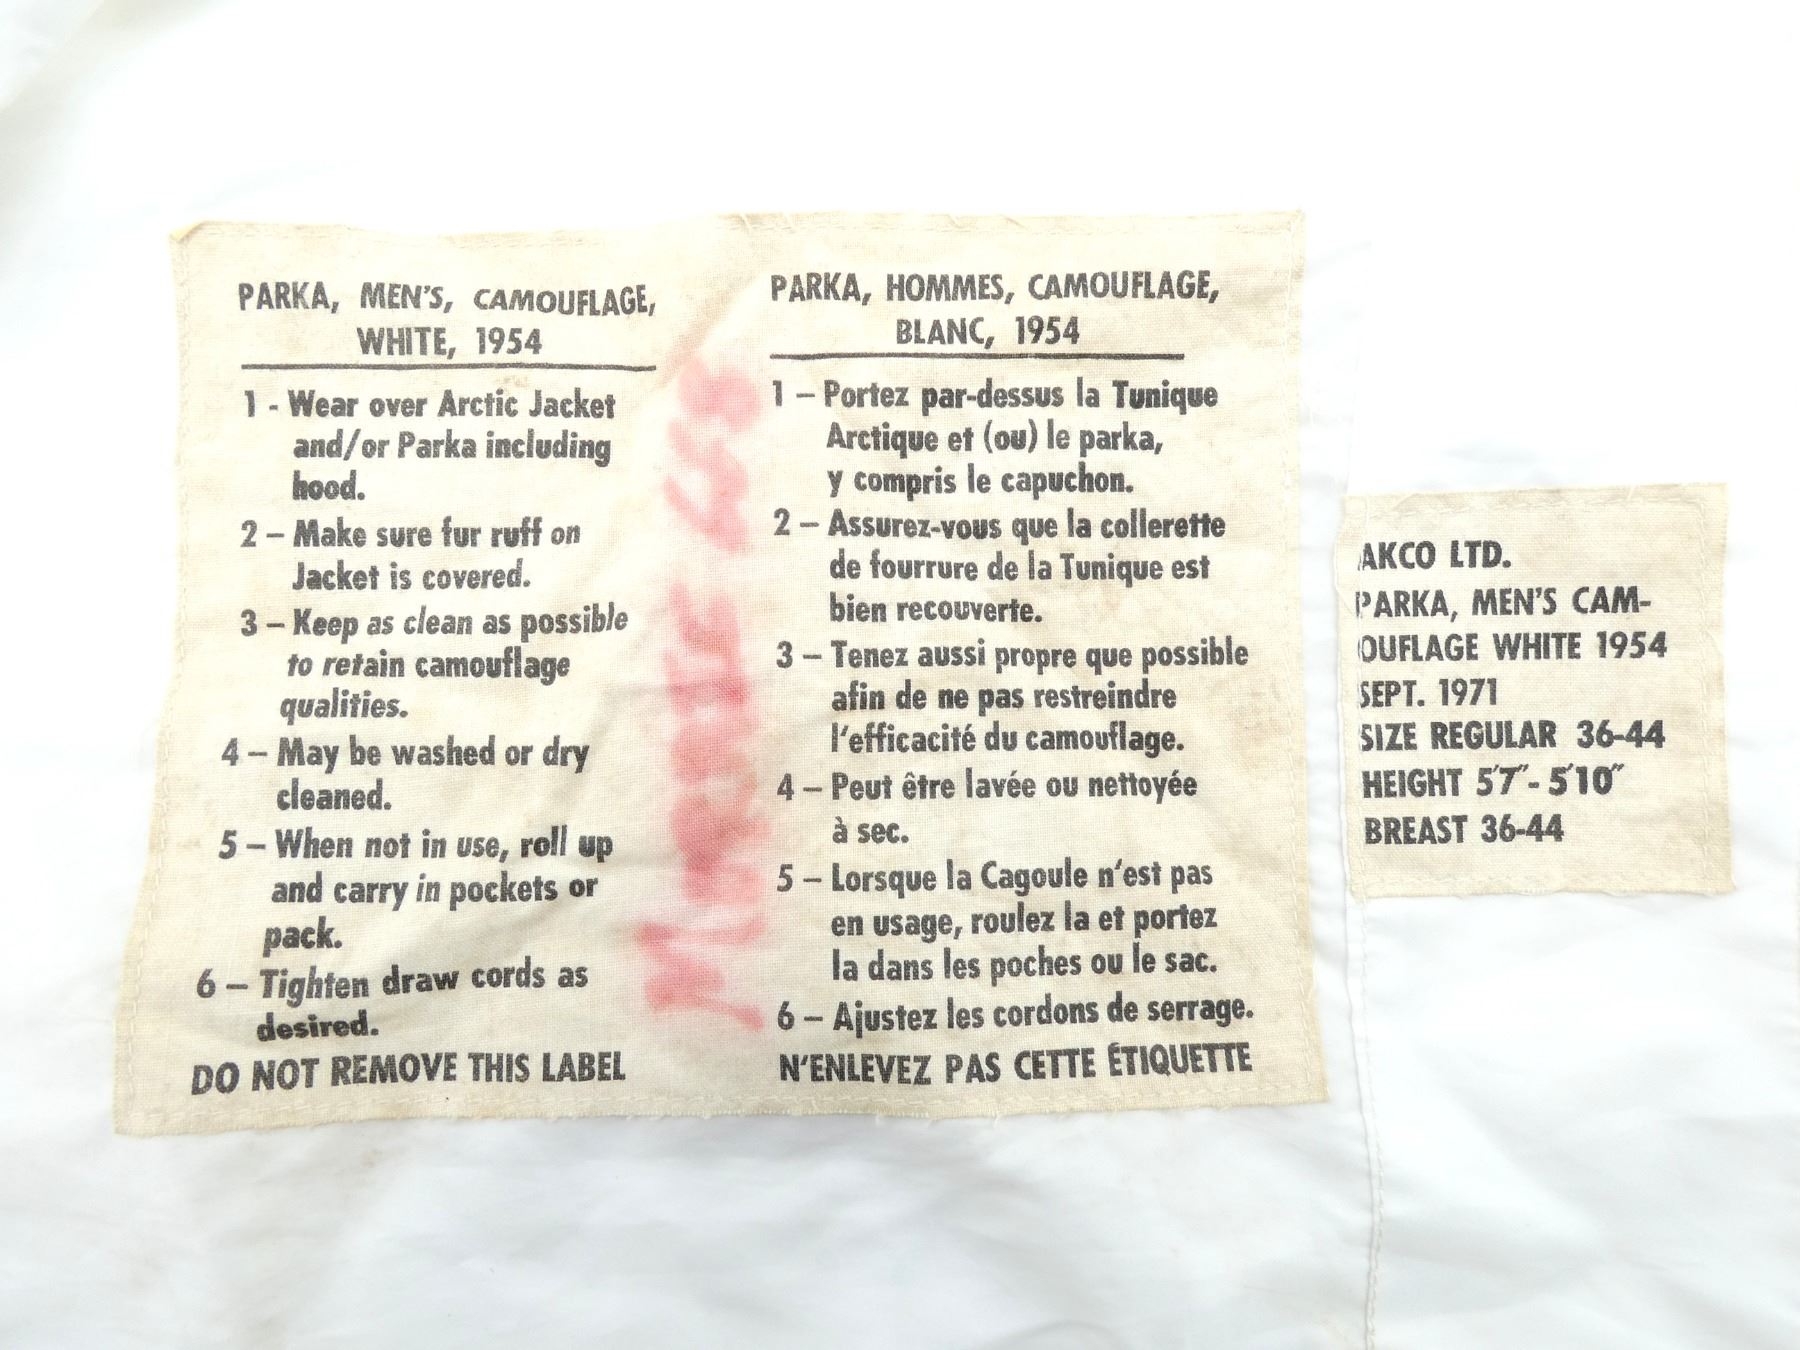 PARKA, MEN'S, CAMOUFLAGE,
WHITE, 1954
1 - Wear over Arctic Jacket
and/or Parka including
hood.
2 – Make sure fur ruff on
Jacket is covered.
3 – Keep as clean as possible
to retain camouflage
qualities.
4 – May be washed or dry
cleaned.
5 – When not in use, roll up
and carry in pockets or
pack.
6 – Tighten draw cords as
desired.
DO NOT REMOVE THIS LABEL
PARKA, HOMMES, CAMOUFLAGE,
BLANC, 1954
1 – Portez par-dessus la Tunique
Arctique et (ou) le parka,
y compris le capuchon.
2 – Assurez-vous que la collerette
de fourrure de la Tunique est
bien recouverte.
3 – Tenez aussi propre que possible
afin de ne pas restreindre
l'efficacité du camouflage.
4 – Peut être lavée ou nettoyée
à sec.
5 – Lorsque la Cagoule n'est pas
en usage, roulez la et portez
la dans les poches ou le sac.
6 – Ajustez les cordons de serrage.
N'ENLEVEZ PAS CETTE ÉTIQUETTE
AKCO LTD.
PARKA, MEN'S CAM-
OUFLAGE WHITE 1954
SEPT. 1971
SIZE REGULAR 36-44
HEIGHT 5'7"- 5'10"
BREAST 36-44